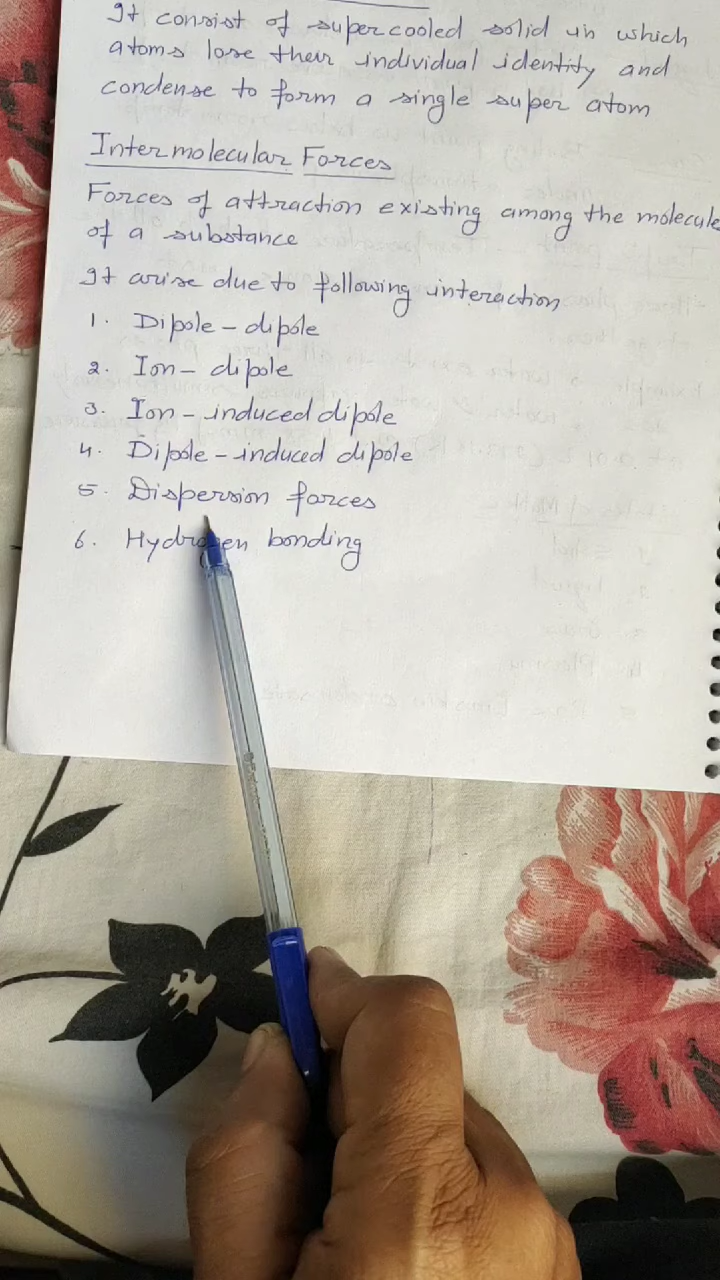 It consist of supercooled solid in which
atoms lose their individual identity and
condense to form a single super atom
Intermolecular Forces
Forces of attraction existing among the molecule
of a substance
It arise due to following interaction
1. Dipole - dipole
2. Ion - dipole
3. Ion - induced dipole
4. Dipole - induced dipole
5. Dispersion forces
6. Hydrogen bonding